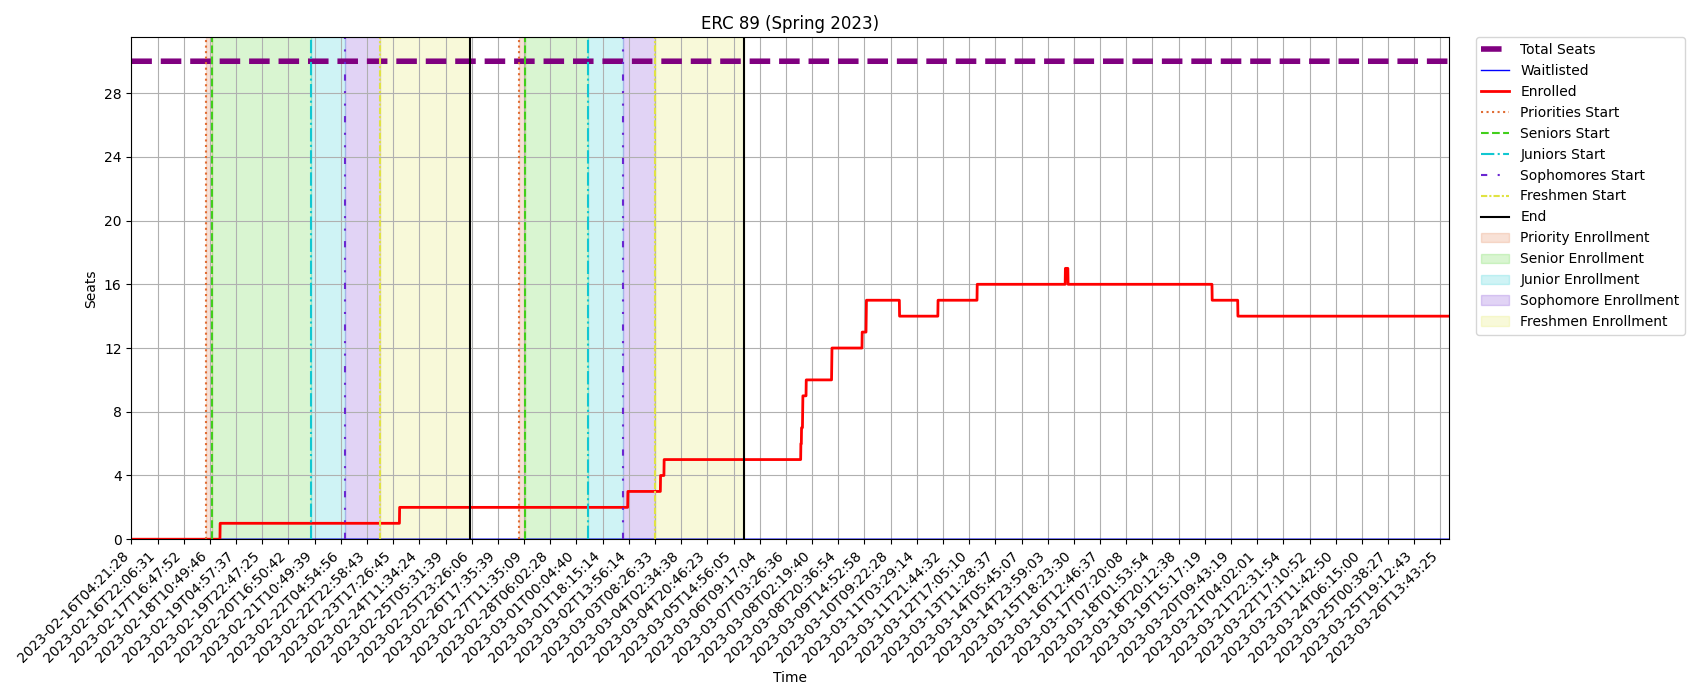 ERC 89 (Spring 2023)
Seats
28
24
20
16
12
8
4
0
2023-02-16T04:21:28
2023-02-16T22:06:31
2023-02-17T16:47:52
2023-02-18T10:49:46
2023-02-19T04:57:37
2023-02-19T22:47:23
2023-02-20T16:50:42
2023-02-21T10:49:39
2023-02-22T04:54:56
2023-02-22T22:58:43
2023-02-23T17:26:45
2023-02-24T11:34:24
2023-02-25T05:31:39
2023-02-25T23:26:06
2023-02-26T17:35:39
2023-02-27T11:35:09
2023-02-28T06:02:28
2023-03-01T00:04:40
2023-03-01T18:15:14
2023-03-02T13:56:14
2023-03-03T08:26:33
2023-03-04T02:34:38
2023-03-04T20:46:23
2023-03-05T14:56:05
2023-03-06T09:17:04
2023-03-07T03:26:36
2023-03-08T02:19:40
2023-03-08T20:36:54
2023-03-09T14:52:58
2023-03-10T09:22:28
2023-03-11T03:29:14
2023-03-11T21:44:32
2023-03-12T17:05:10
2023-03-13T11:28:37
2023-03-14T05:45:07
2023-03-14T23:59:03
2023-03-15T18:23:30
2023-03-16T12:46:37
2023-03-17T07:20:08
2023-03-18T01:53:54
2023-03-18T20:12:38
2023-03-19T15:17:19
2023-03-20T09:43:19
2023-03-21T04:02:01
2023-03-21T22:31:54
2023-03-22T17:10:52
2023-03-23T11:42:50
2023-03-24T06:15:00
2023-03-25T00:38:27
2023-03-25T19:12:43
2023-03-26T13:43:25
Time
Total Seats
Waitlisted
Enrolled
Priorities Start
Seniors Start
Juniors Start
Sophomores Start
Freshmen Start
End
Priority Enrollment
Senior Enrollment
Junior Enrollment
Sophomore Enrollment
Freshmen Enrollment